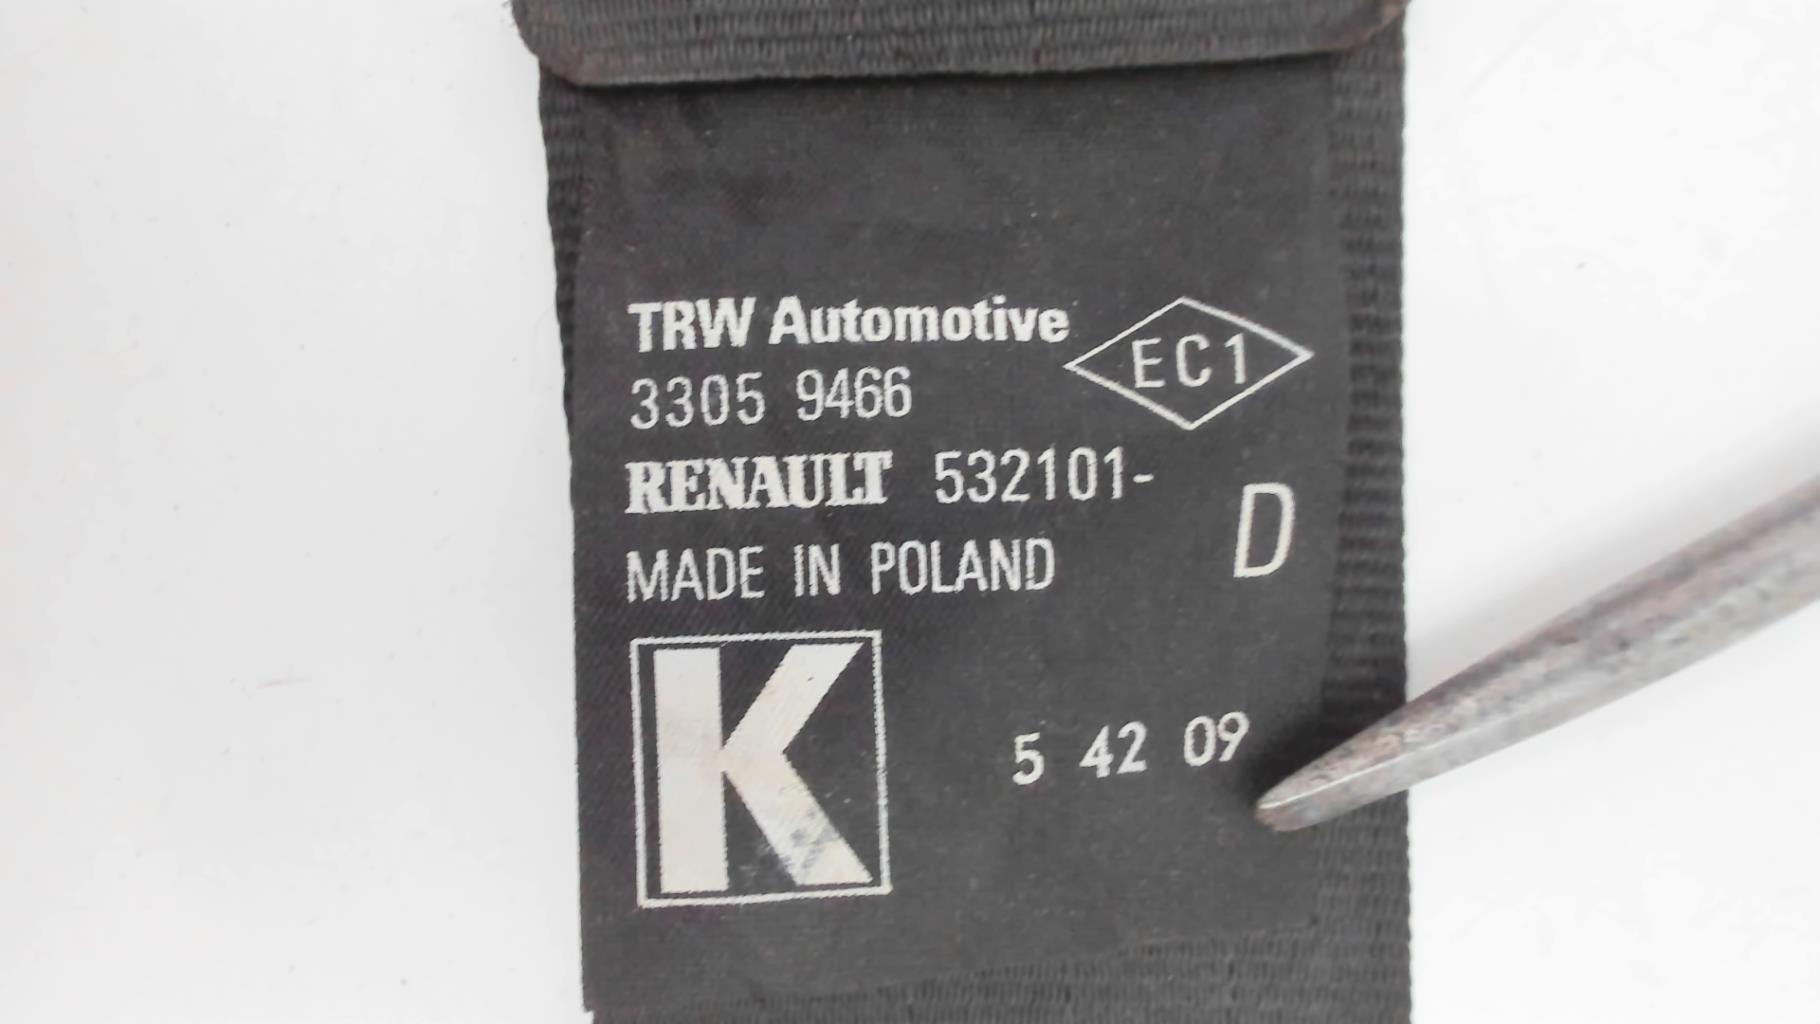 TRW Automotive
EC1
3305 9466
RENAULT 532101-
D
MADE IN POLAND
K
5 42 09